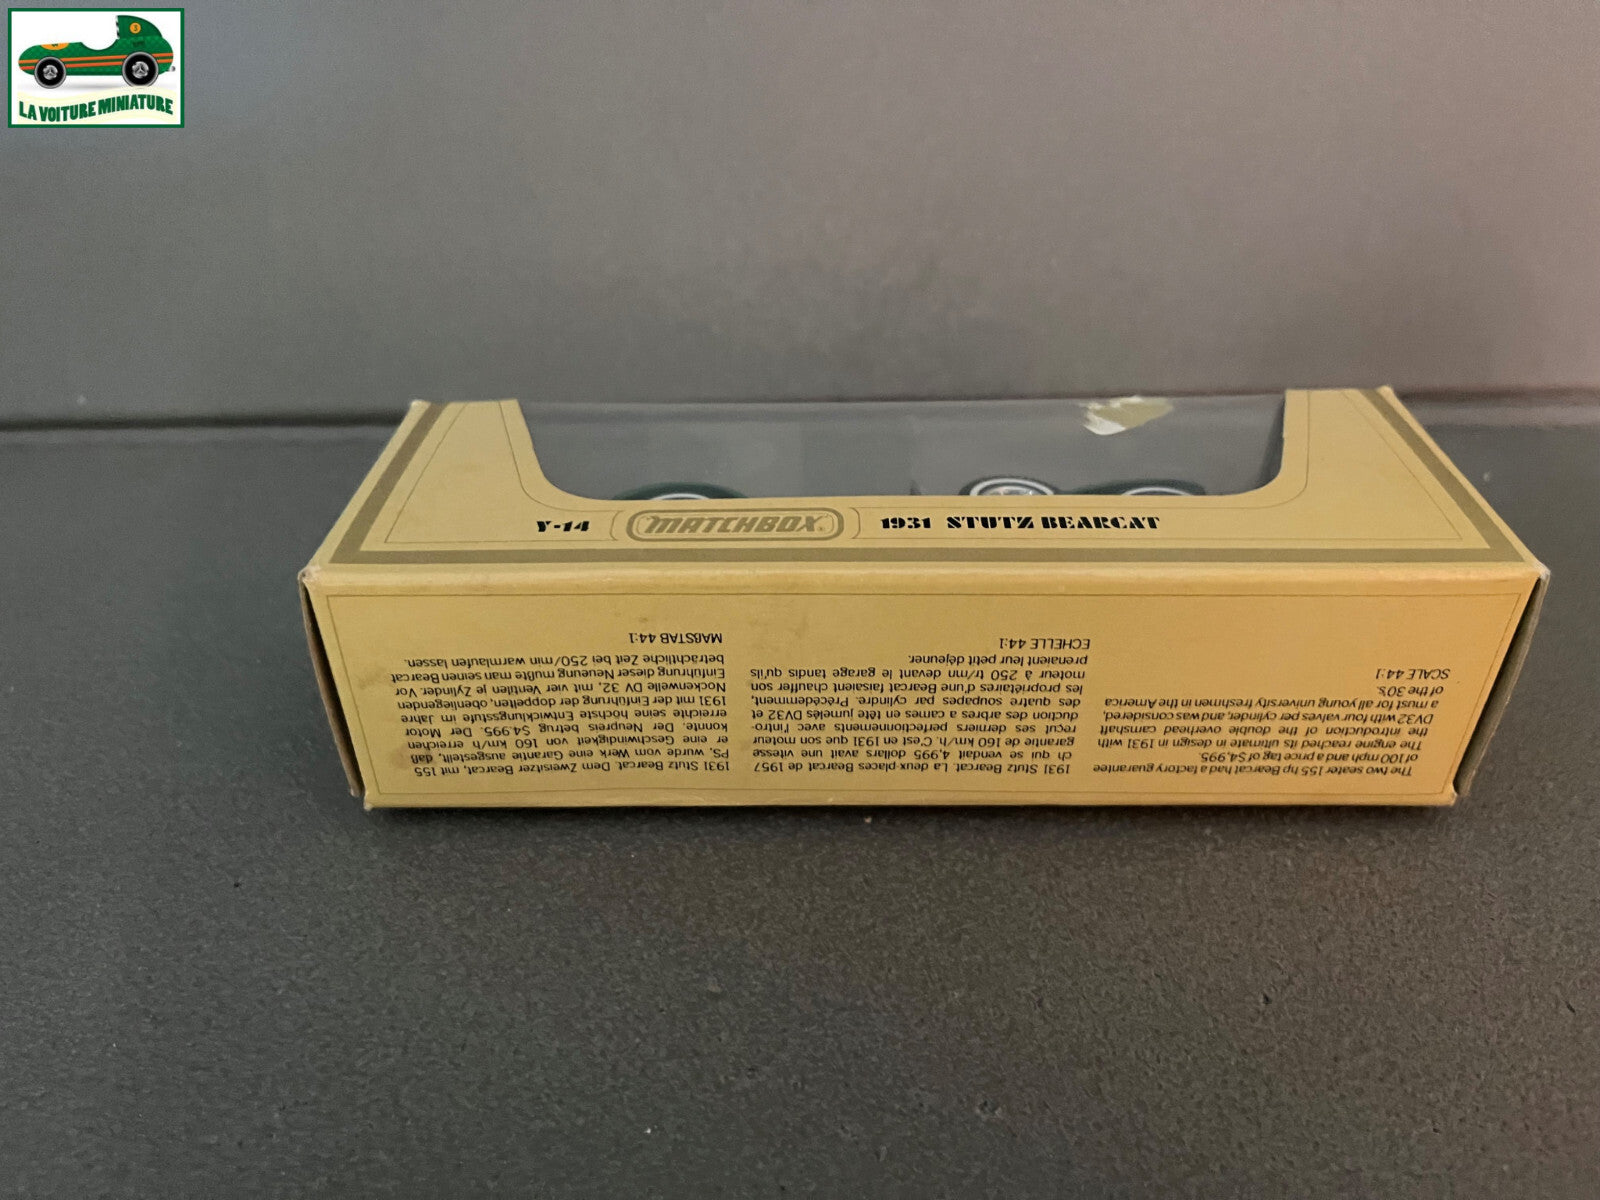 LA VOITURE MINIATURE
Y-14
MATCHBOX
1931 STUTZ BEARCAT
The two seater 155 hp Bearcat had a factory guarantee
of 100 mph and a price tag of $4,995.
The engine reached its ultimate in design in 1931 with
the introduction of the double overhead camshaft
DV32 with four valves per cylinder, and was considered,
a must for all young university freshmen in the America
of the 30's.
SCALE 44:1
1931 Stutz Bearcat. La deux-places Bearcat de 1957
ch qui se vendait 4,995 dollars avait une vitesse
garantie de 160 km/h. C'est en 1931 que son moteur
reçut ses derniers perfectionnements avec l'intro-
duction des arbres a cames en tête jumelés DV32 et
des quatre soupapes par cylindre. Précédemment,
les propriétaires d'une Bearcat faisaient chauffer son
moteur à 250 tr/mn devant le garage tandis qu'ils
prenaient leur petit déjeuner.
ECHELLE 44:1
1931 Stutz Bearcat. Dem Zweisitzer Bearcat, mit 155
PS, wurde vom Werk eine Garantie ausgestellt, daß
er eine Geschwindigkeit von 160 km/h erreichen
konnte. Der Neupreis betrug $4,995. Der Motor
erreichte seine höchste Entwicklungsstufe im Jahre
1931 mit der Einführung der doppelten, obenliegenden
Nockenwelle DV 32, mit vier Ventilen je Zylinder. Vor
Einführung dieser Neuerung mußte man seinen Bearcat
beträchtliche Zeit bei 250/min warmlaufen lassen.
MAßSTAB 44:1